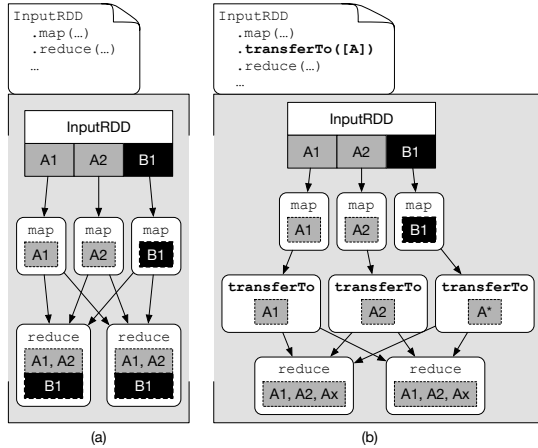 InputRDD
.map(…)
.reduce(…)
…
InputRDD
A1 A2 B1
map map map
A1 A2 B1
reduce reduce
A1, A2 A1, A2
B1 B1
(a)
InputRDD
.map(…)
.transferTo([A])
.reduce(…)
…
InputRDD
A1 A2 B1
map map map
A1 A2 B1
transferTo transferTo transferTo
A1 A2 A*
reduce reduce
A1, A2, Ax A1, A2, Ax
(b)